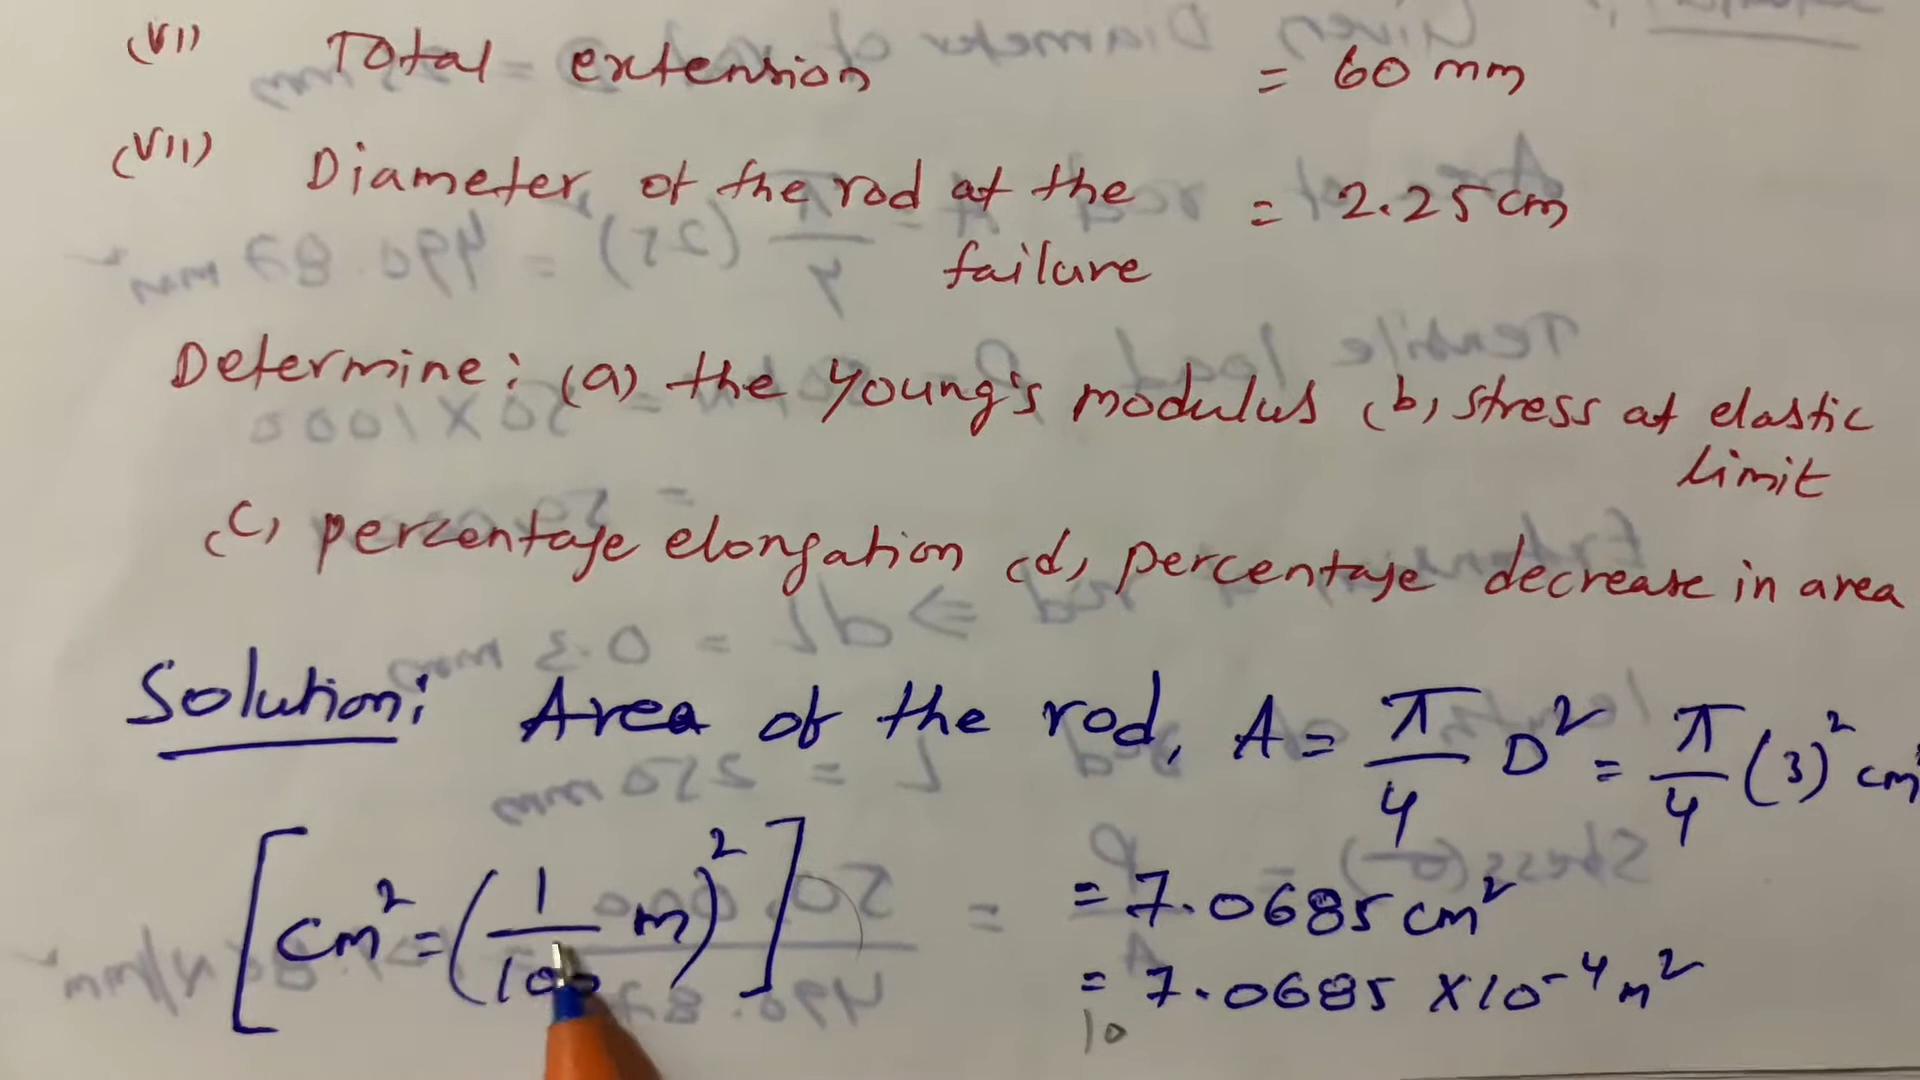 (VI) Total extension = 60 mm
(VII) Diameter of the rod at the = 2.25 cm
failure
Determine: (a) the Young's modulus (b) stress at elastic
limit
(c) percentage elongation (d) percentage decrease in area
Solution: Area of the rod, A = π/4 D² = π/4 (3)² cm
[cm² = (1/100 m)²] = 7.0685 cm²
= 7.0685 × 10⁻⁴ m²
10